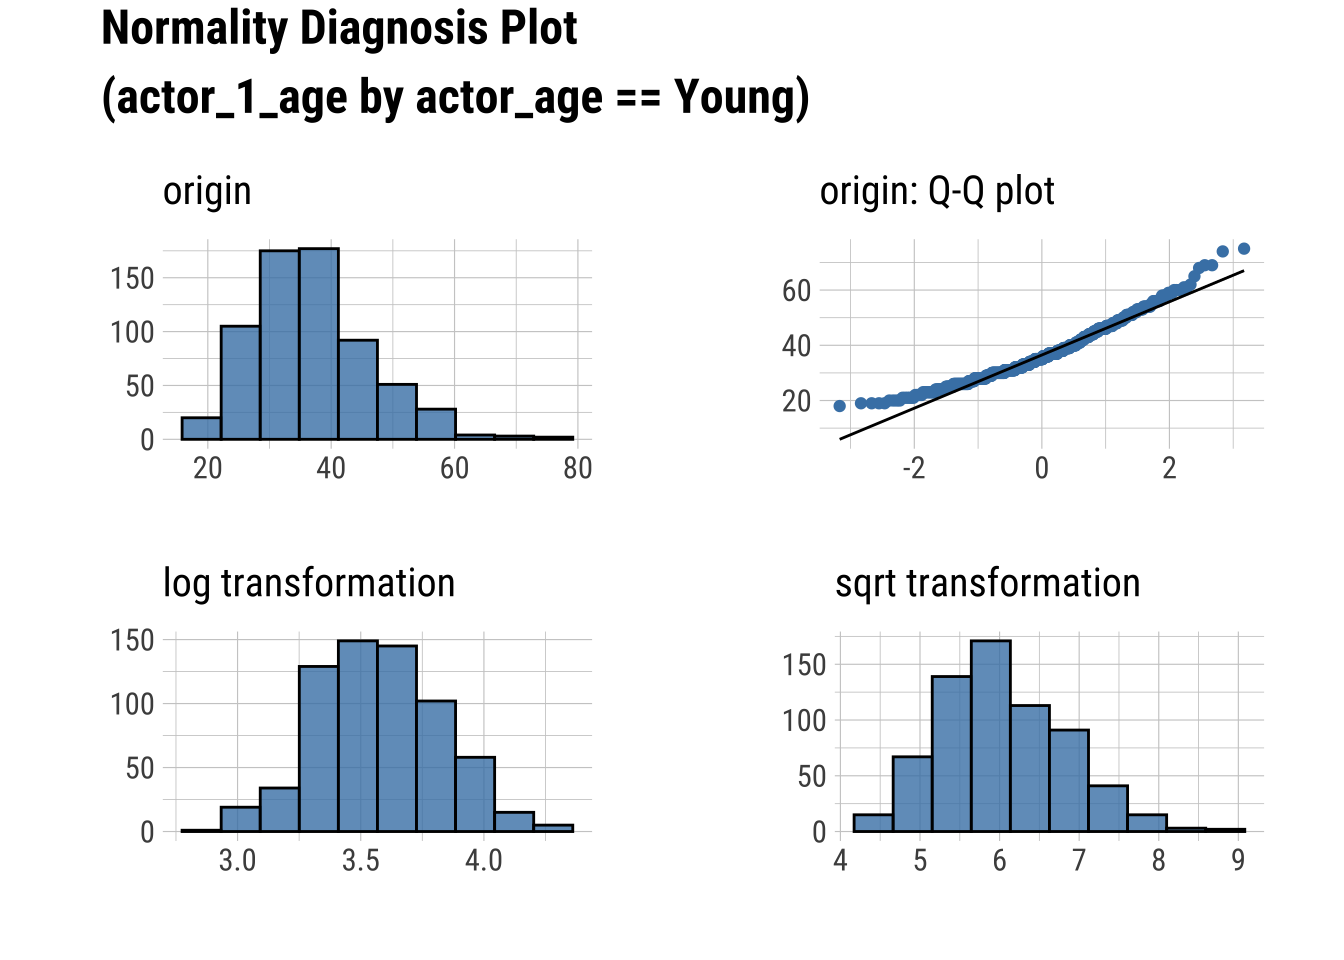 Normality Diagnosis Plot
(actor_1_age by actor_age == Young)
origin
150
100
50
0
20 40 60 80
origin: Q-Q plot
60
40
20
-2 0 2
log transformation
150
100
50
0
3.0 3.5 4.0
sqrt transformation
150
100
50
0
4 5 6 7 8 9